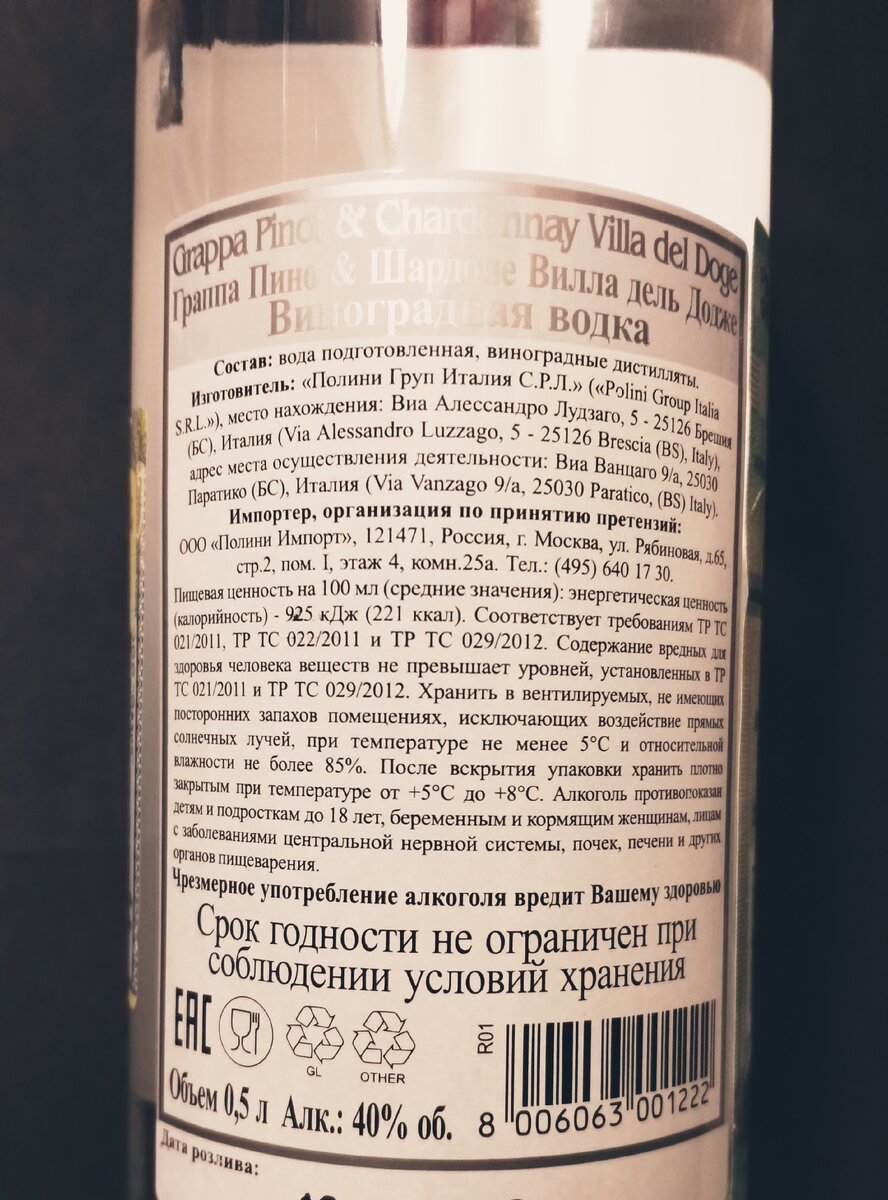 Grappa Pinot & Chardonnay Villa del Doge
Граппа Пино & Шардоне Вилла дель Додже
Виноградная водка
Состав: вода подготовленная, виноградные дистилляты.
Изготовитель: «Полини Груп Италия С.Р.Л.» («Polini Group Italia
S.R.L.»), место нахождения: Виа Алессандро Лудзаго, 5 - 25126 Брешия
(БС), Италия (Via Alessandro Luzzago, 5 - 25126 Brescia (BS), Italy),
адрес места осуществления деятельности: Виа Ванцаго 9/а, 25030
Паратико (БС), Италия (Via Vanzago 9/a, 25030 Paratico, (BS) Italy).
Импортер, организация по принятию претензий:
ООО «Полини Импорт», 121471, Россия, г. Москва, ул. Рябиновая, д.65,
стр.2, пом. I, этаж 4, комн.25а. Тел.: (495) 640 17 30.
Пищевая ценность на 100 мл (средние значения): энергетическая ценность
(калорийность) - 925 кДж (221 ккал). Соответствует требованиям ТР ТС
021/2011, ТР ТС 022/2011 и ТР ТС 029/2012. Содержание вредных для
здоровья человека веществ не превышает уровней, установленных в ТР
ТС 021/2011 и ТР ТС 029/2012. Хранить в вентилируемых, не имеющих
посторонних запахов помещениях, исключающих воздействие прямых
солнечных лучей, при температуре не менее 5°С и относительной
влажности не более 85%. После вскрытия упаковки хранить плотно
закрытым при температуре от +5°С до +8°С. Алкоголь противопоказан
детям и подросткам до 18 лет, беременным и кормящим женщинам, лицам
с заболеваниями центральной нервной системы, почек, печени и других
органов пищеварения.
Чрезмерное употребление алкоголя вредит Вашему здоровью
Срок годности не ограничен при
соблюдении условий хранения
EAC
GL
OTHER
R01
8 006063 001222
Объем 0,5 л Алк.: 40% об.
Дата розлива: